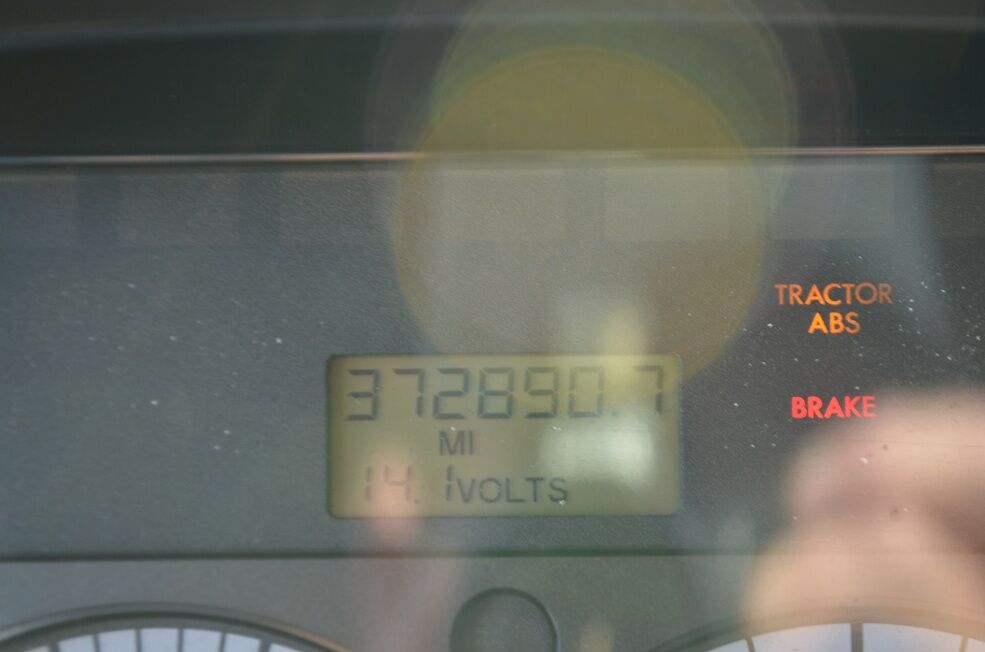 TRACTOR
ABS
372890.7
BRAKE
MI
14.1VOLTS